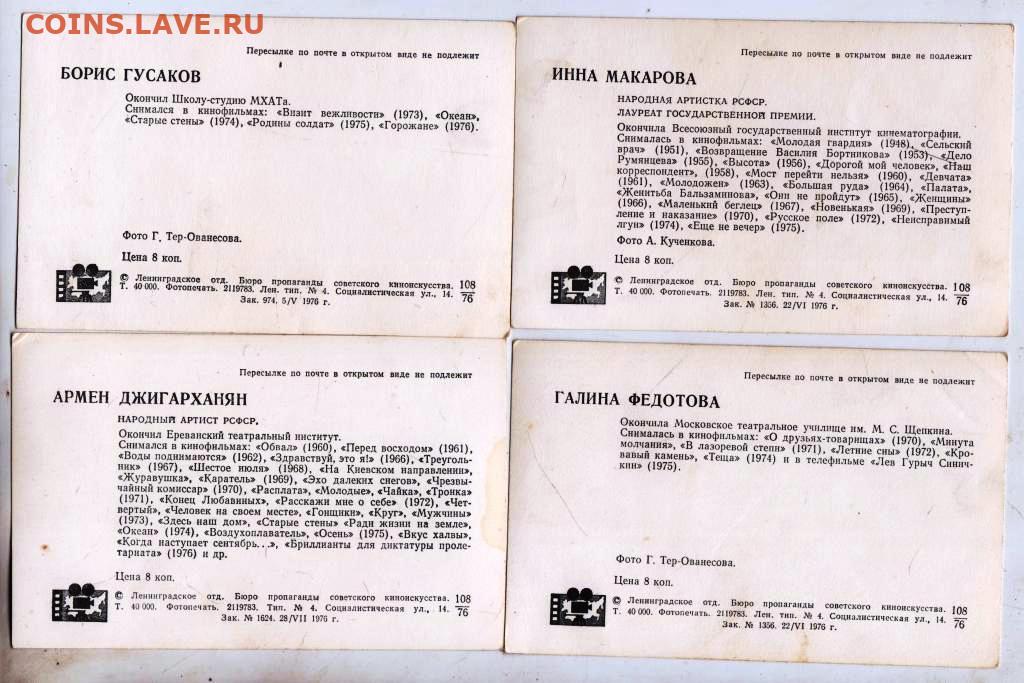 COINS.LAVE.RU
Пересылке по почте в открытом виде не подлежит
БОРИС ГУСАКОВ
Окончил Школу-студию МХАТа.
Снимался в кинофильмах: «Визит вежливости» (1973), «Океан»,
«Старые стены» (1974), «Родины солдат» (1975), «Горожане» (1976).
Фото Г. Тер-Ованесова.
Цена 8 коп.
© Ленинградское отд. Бюро пропаганды советского киноискусства. 108
Т. 40 000. Фотопечать. 2119783. Лен. тип. № 4. Социалистическая ул., 14. 76
Зак. 974. 5/V 1976 г.
Пересылке по почте в открытом виде не подлежит
ИННА МАКАРОВА
НАРОДНАЯ АРТИСТКА РСФСР.
ЛАУРЕАТ ГОСУДАРСТВЕННОЙ ПРЕМИИ.
Окончила Всесоюзный государственный институт кинематографии.
Снималась в кинофильмах: «Молодая гвардия» (1948), «Сельский
врач» (1951), «Возвращение Василия Бортникова» (1953), «Дело
Румянцева» (1955), «Высота» (1956), «Дорогой мой человек», «Наш
корреспондент», (1958), «Мост перейти нельзя» (1960), «Девчата»
(1961), «Молодожен» (1963), «Большая руда» (1964), «Палата»,
«Женитьба Бальзаминова», «Они не пройдут» (1965), «Женщины»
(1966), «Маленький беглец» (1967), «Новенькая» (1969), «Преступ-
ление и наказание» (1970), «Русское поле» (1972), «Неисправимый
лгун» (1974), «Еще не вечер» (1975).
Фото А. Кученкова.
Цена 8 коп.
© Ленинградское отд. Бюро пропаганды советского киноискусства. 108
Т. 40 000. Фотопечать. 2119783. Лен. тип. № 4. Социалистическая ул., 14. 76
Зак. № 1356. 22/VI 1976 г.
Пересылке по почте в открытом виде не подлежит
АРМЕН ДЖИГАРХАНЯН
НАРОДНЫЙ АРТИСТ РСФСР.
Окончил Ереванский театральный институт.
Снимался в кинофильмах: «Обвал» (1960), «Перед восходом» (1961),
«Воды поднимаются» (1962), «Здравствуй, это я!» (1966), «Треуголь-
ник» (1967), «Шестое июля» (1968), «На Киевском направлении»,
«Журавушка», «Каратель» (1969), «Эхо далеких снегов», «Чрезвы-
чайный комиссар» (1970), «Расплата», «Молодые», «Чайка», «Тронка»
(1971), «Конец Любавиных», «Расскажи мне о себе» (1972), «Чет-
вертый», «Человек на своем месте», «Гонщики», «Круг», «Мужчины»
(1973), «Здесь наш дом», «Старые стены» «Ради жизни на земле»,
«Океан» (1974), «Воздухоплаватель», «Осень» (1975), «Вкус халвы»,
«Когда наступает сентябрь...», «Бриллианты для диктатуры проле-
тариата» (1976) и др.
Цена 8 коп.
© Ленинградское отд. Бюро пропаганды советского киноискусства. 108
Т. 40 000. Фотопечать. 2119783. Тип. № 4. Социалистическая ул., 14. 76
Зак. № 1624. 28/VII 1976 г.
Пересылке по почте в открытом виде не подлежит
ГАЛИНА ФЕДОТОВА
Окончила Московское театральное училище им. М. С. Щепкина.
Снималась в кинофильмах: «О друзьях-товарищах» (1970), «Минута
молчания», «В лазоревой степи» (1971), «Летние сны» (1972), «Кро-
вавый камень», «Теща» (1974) и в телефильме «Лев Гурыч Синич-
кин» (1975).
Фото Г. Тер-Ованесова.
Цена 8 коп.
© Ленинградское отд. Бюро пропаганды советского киноискусства. 108
Т. 40 000. Фотопечать. 2119783. Лен. тип. № 4. Социалистическая ул., 14. 76
Зак. № 1356. 22/VI 1976 г.